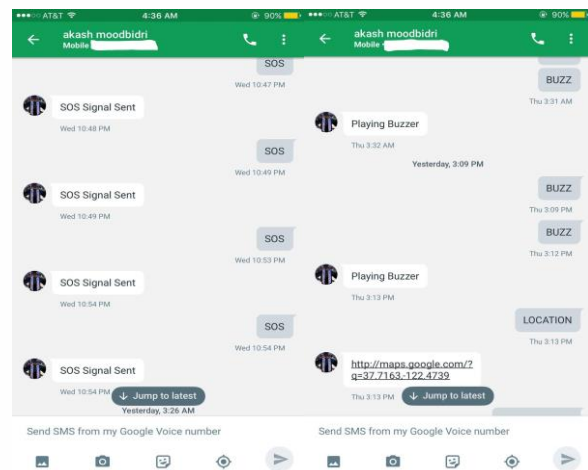 AT&T 4:36 AM 90%
akash moodbidri
Mobile
SOS
Wed 10:47 PM
SOS Signal Sent
Wed 10:48 PM
SOS
Wed 10:49 PM
SOS Signal Sent
Wed 10:49 PM
SOS
Wed 10:53 PM
SOS Signal Sent
Wed 10:54 PM
SOS
Wed 10:54 PM
SOS Signal Sent
Wed 10:54 PM
Jump to latest
Yesterday, 3:26 AM
Send SMS from my Google Voice number
AT&T 4:36 AM 90%
akash moodbidri
Mobile
BUZZ
Thu 3:31 AM
Playing Buzzer
Thu 3:32 AM
Yesterday, 3:09 PM
BUZZ
Thu 3:09 PM
BUZZ
Thu 3:12 PM
Playing Buzzer
Thu 3:13 PM
LOCATION
Thu 3:13 PM
http://maps.google.com/?
q=37.7163,-122.4739
Thu 3:13 PM
Jump to latest
Send SMS from my Google Voice number